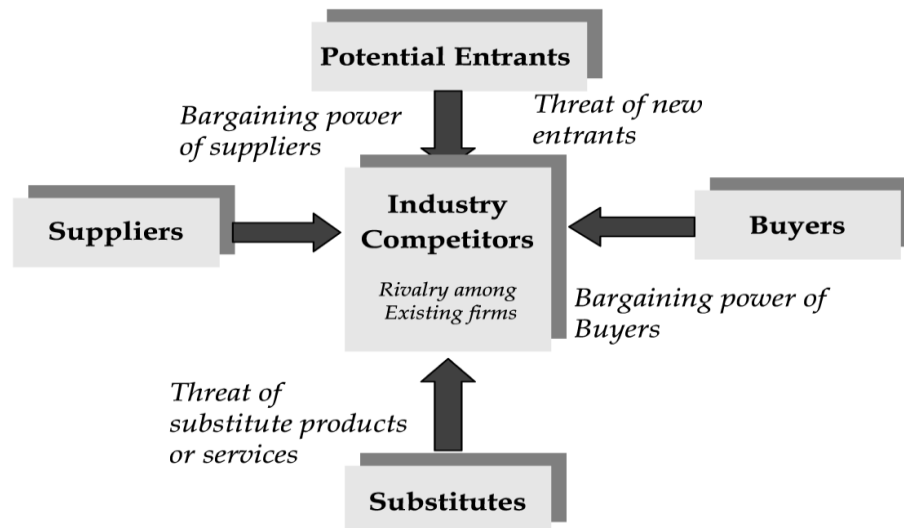 Potential Entrants
Bargaining power
of suppliers
Threat of new
entrants
Suppliers
Industry
Competitors
Rivalry among
Existing firms
Buyers
Bargaining power of
Buyers
Threat of
substitute products
or services
Substitutes